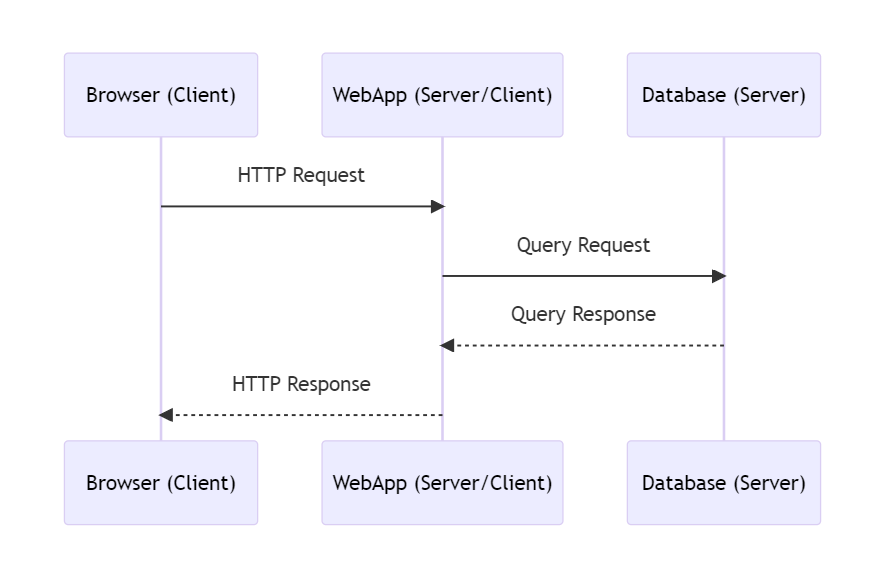 Browser (Client)
WebApp (Server/Client)
Database (Server)
HTTP Request
Query Request
Query Response
HTTP Response
Browser (Client)
WebApp (Server/Client)
Database (Server)